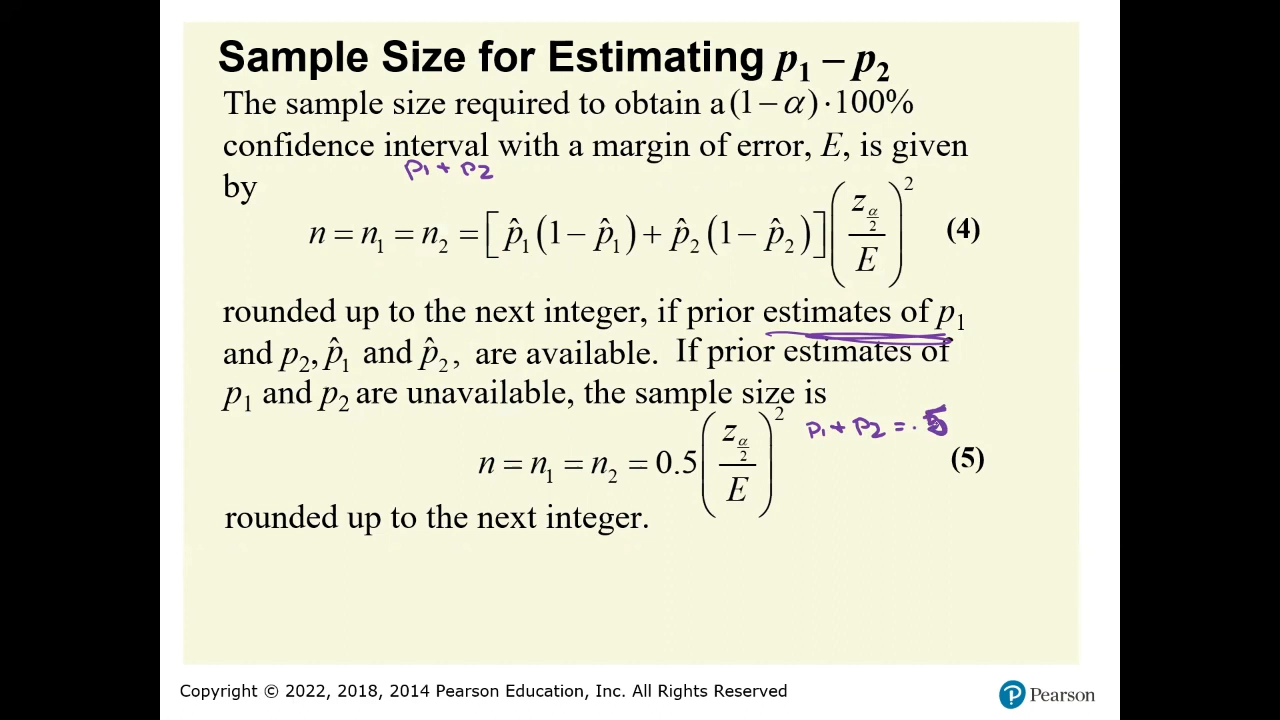 Sample Size for Estimating p₁ – p₂
The sample size required to obtain a (1 − α) · 100%
confidence interval with a margin of error, E, is given
p₁ + p₂
by
n = n₁ = n₂ = [p̂₁(1 − p̂₁) + p̂₂(1 − p̂₂)](z_(α/2)/E)² (4)
rounded up to the next integer, if prior estimates of p₁
and p₂, p̂₁ and p̂₂, are available. If prior estimates of
p₁ and p₂ are unavailable, the sample size is
p₁ + p₂ = .5
n = n₁ = n₂ = 0.5(z_(α/2)/E)² (5)
rounded up to the next integer.
Copyright © 2022, 2018, 2014 Pearson Education, Inc. All Rights Reserved
P Pearson